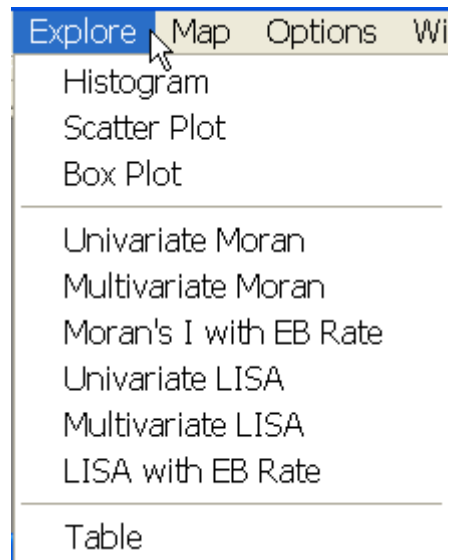 Explore Map Options Wi
Histogram
Scatter Plot
Box Plot
Univariate Moran
Multivariate Moran
Moran's I with EB Rate
Univariate LISA
Multivariate LISA
LISA with EB Rate
Table